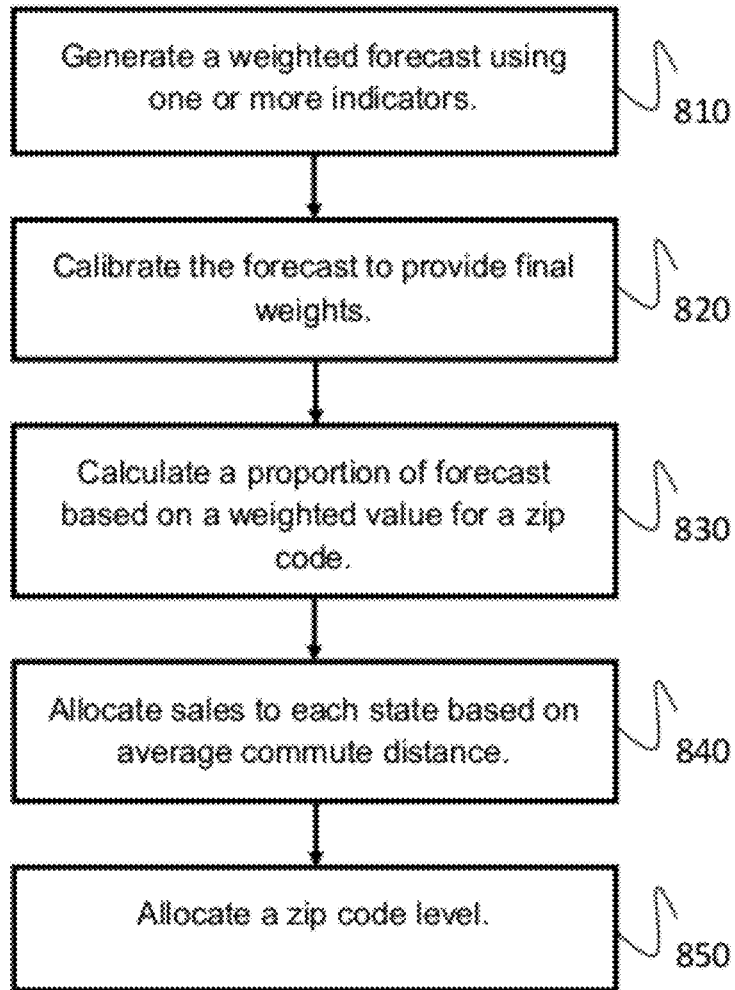 Generate a weighted forecast using
one or more indicators.
810
Calibrate the forecast to provide final
weights.
820
Calculate a proportion of forecast
based on a weighted value for a zip
code.
830
Allocate sales to each state based on
average commute distance.
840
Allocate a zip code level.
850